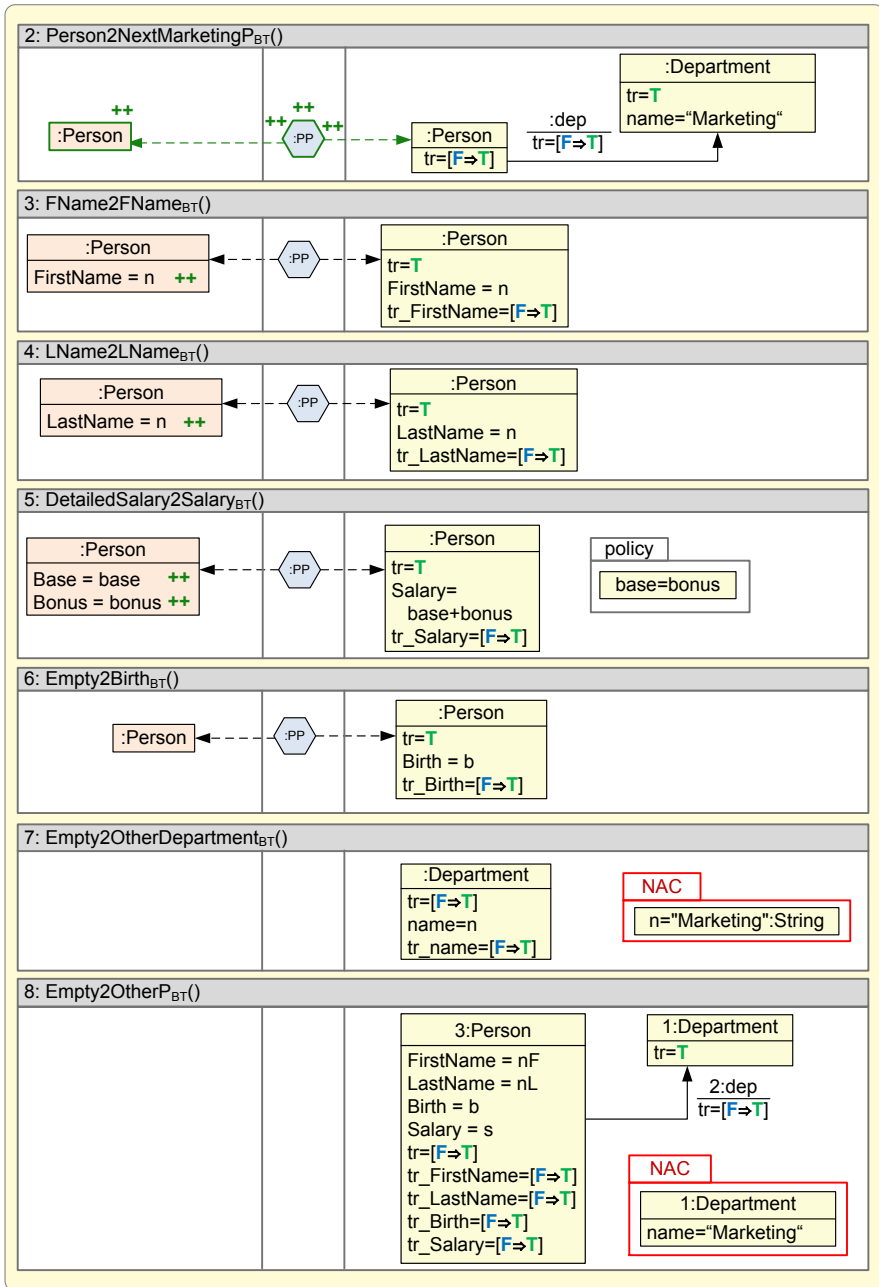 2: Person2NextMarketingP_BT()
:Department
tr=T
name=“Marketing“
++
:Person
++
++
++
:PP
:Person
tr=[F⇒T]
:dep
tr=[F⇒T]
3: FName2FName_BT()
:Person
FirstName = n ++
:PP
:Person
tr=T
FirstName = n
tr_FirstName=[F⇒T]
4: LName2LName_BT()
:Person
LastName = n ++
:PP
:Person
tr=T
LastName = n
tr_LastName=[F⇒T]
5: DetailedSalary2Salary_BT()
:Person
Base = base ++
Bonus = bonus ++
:PP
:Person
tr=T
Salary=
base+bonus
tr_Salary=[F⇒T]
policy
base=bonus
6: Empty2Birth_BT()
:Person
:PP
:Person
tr=T
Birth = b
tr_Birth=[F⇒T]
7: Empty2OtherDepartment_BT()
:Department
tr=[F⇒T]
name=n
tr_name=[F⇒T]
NAC
n="Marketing":String
8: Empty2OtherP_BT()
3:Person
FirstName = nF
LastName = nL
Birth = b
Salary = s
tr=[F⇒T]
tr_FirstName=[F⇒T]
tr_LastName=[F⇒T]
tr_Birth=[F⇒T]
tr_Salary=[F⇒T]
1:Department
tr=T
2:dep
tr=[F⇒T]
NAC
1:Department
name=“Marketing“